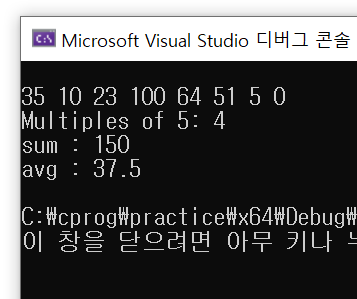 Microsoft Visual Studio 디버그 콘솔
35 10 23 100 64 51 5 0
Multiples of 5: 4
sum : 150
avg : 37.5
C:₩cprog₩practice₩x64₩Debug₩
이 창을 닫으려면 아무 키나